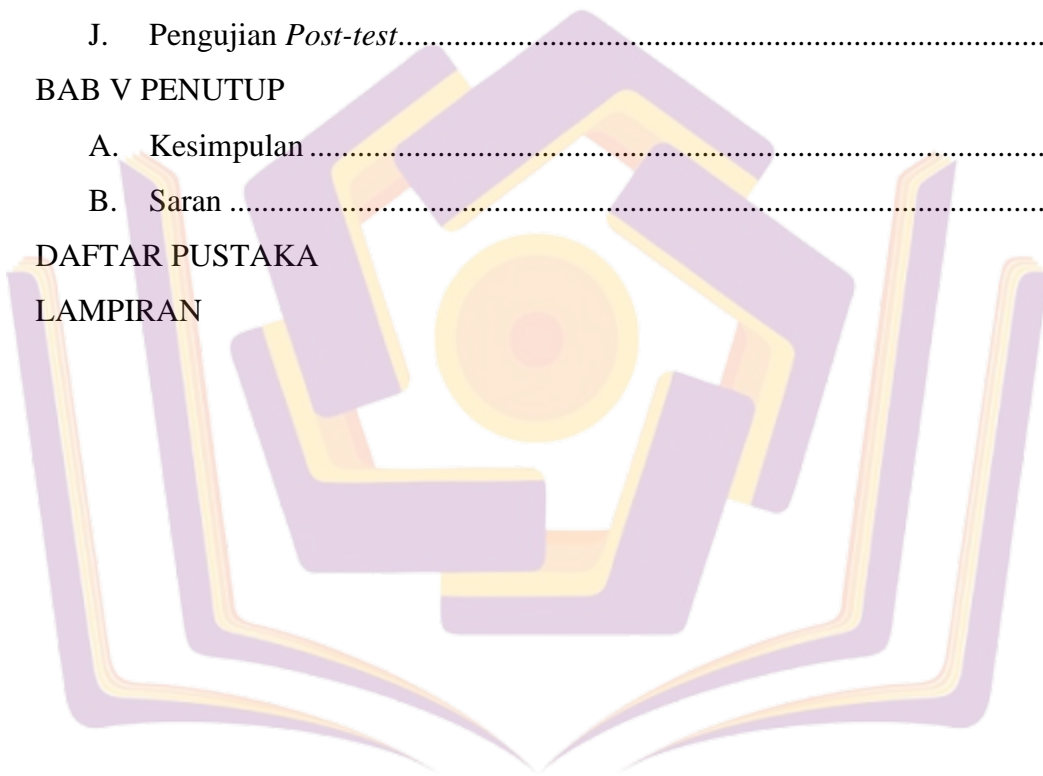 J. Pengujian Post-test..........................................................................................
BAB V PENUTUP
A. Kesimpulan ....................................................................................................
B. Saran ..............................................................................................................
DAFTAR PUSTAKA
LAMPIRAN